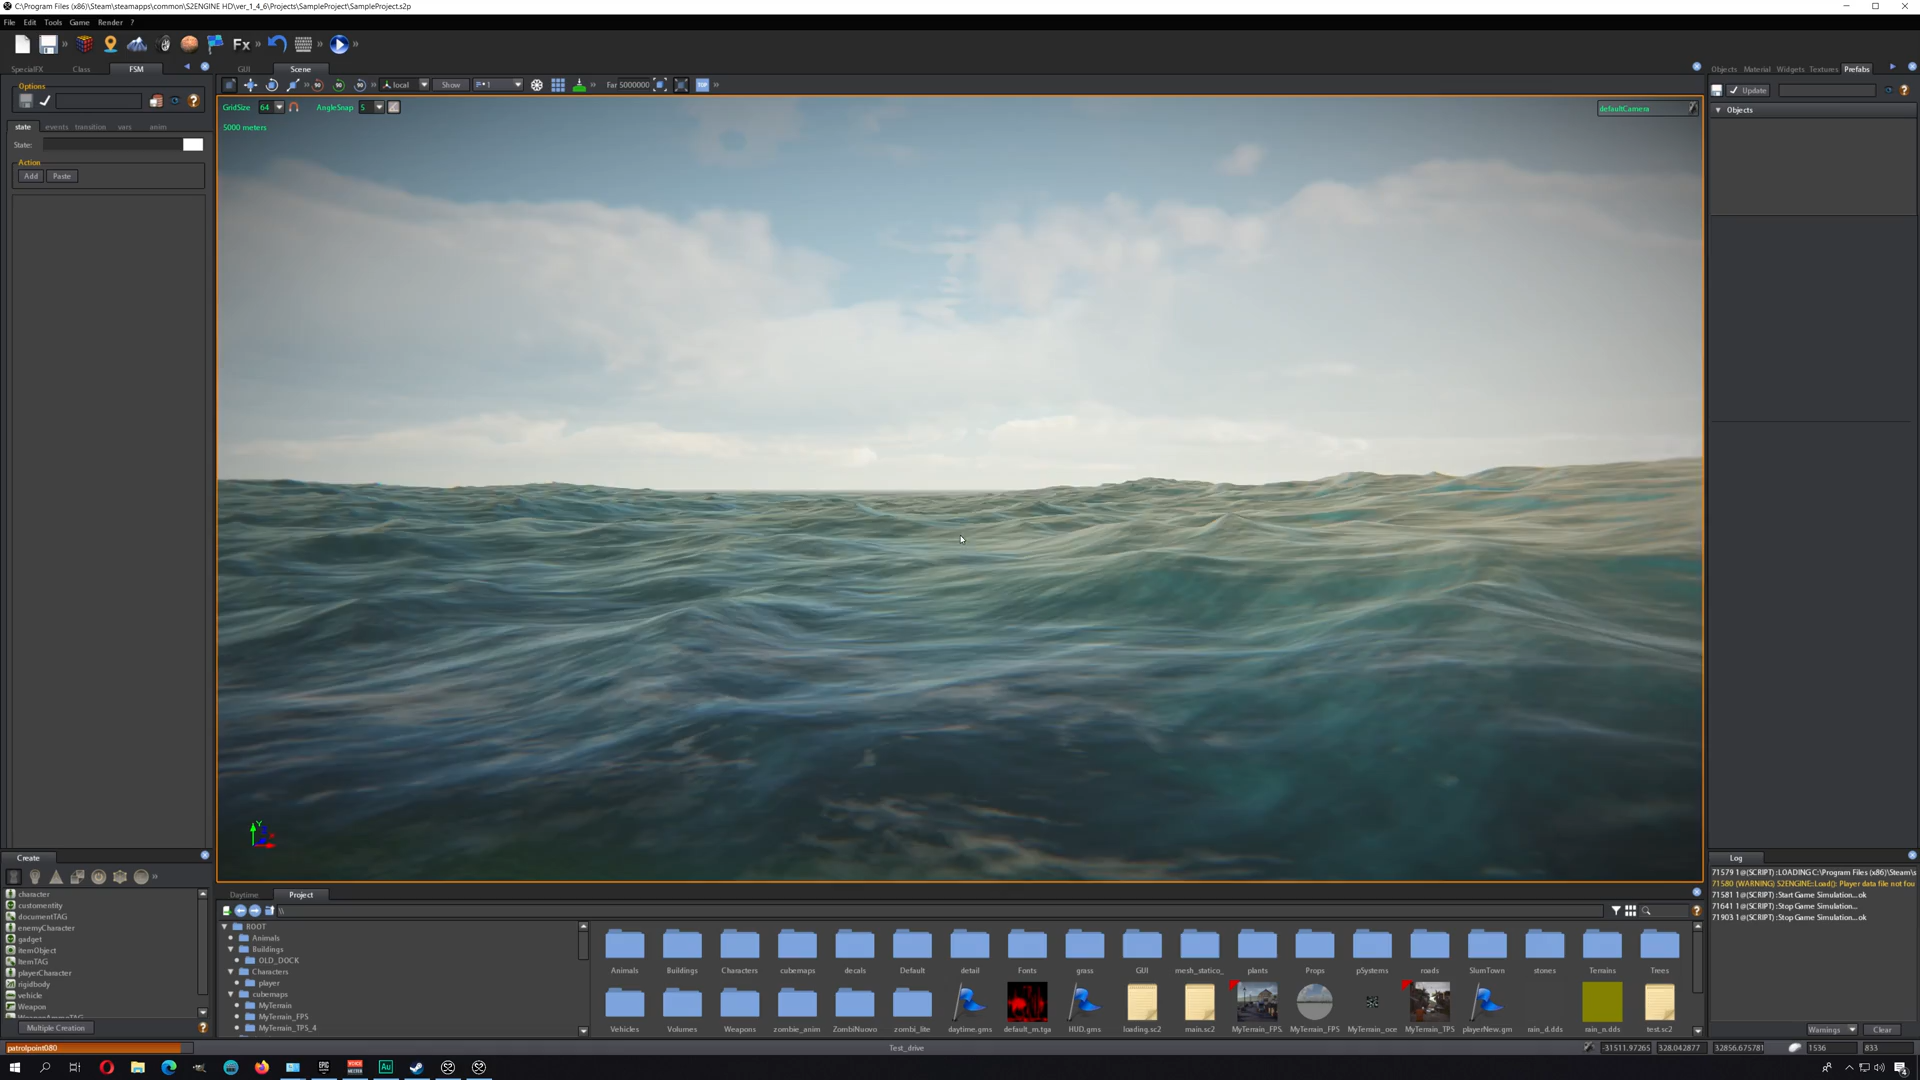 C:\Program Files (x86)\Steam\steamapps\common\S2ENGINE HD\ver_1_4_6\Projects\SampleProject\SampleProject.s2p
File Edit Tools Game Render ?
Fx
SpecialFX Class FSM
GUI Scene
Objects Material Widgets Textures Prefabs
Options
local Show 1 Far 5000000 TOP
Update
GridSize 64 AngleSnap 5
defaultCamera
Objects
5000 meters
state events transition vars anim
State:
Action
Add Paste
Y
Create
Log
character
customentity
documentTAG
enemyCharacter
gadget
itemObject
ItemTAG
playerCharacter
rigidbody
vehicle
Weapon
WeaponAmmoTAG
Multiple Creation
Daytime Project
\\
ROOT
Animals
Buildings
OLD_DOCK
Characters
player
cubemaps
MyTerrain
MyTerrain_FPS
MyTerrain_TPS_4
Animals Buildings Characters cubemaps decals Default detail Fonts grass GUI mesh_statico_ plants Props pSystems roads SlumTown stones Terrains Trees
Vehicles Volumes Weapons zombie_anim ZombiNuovo zombi_lite daytime.gms default_m.tga HUD.gms loading.sc2 main.sc2 MyTerrain_FPS. MyTerrain_FPS MyTerrain_oce MyTerrain_TPS playerNew.gm rain_d.dds rain_n.dds test.sc2
71579 1@(SCRIPT) :LOADING C:\Program Files (x86)\Steam\s
71580 (WARNING) S2ENGINE::Load(): Player data file not fou
71581 1@(SCRIPT) :Start Game Simulation...ok
71641 1@(SCRIPT) :Stop Game Simulation...
71903 1@(SCRIPT) :Stop Game Simulation...ok
Warnings Clear
patrolpoint080
Test_drive
-31511.97265 328.042877 32856.675781 1536 833